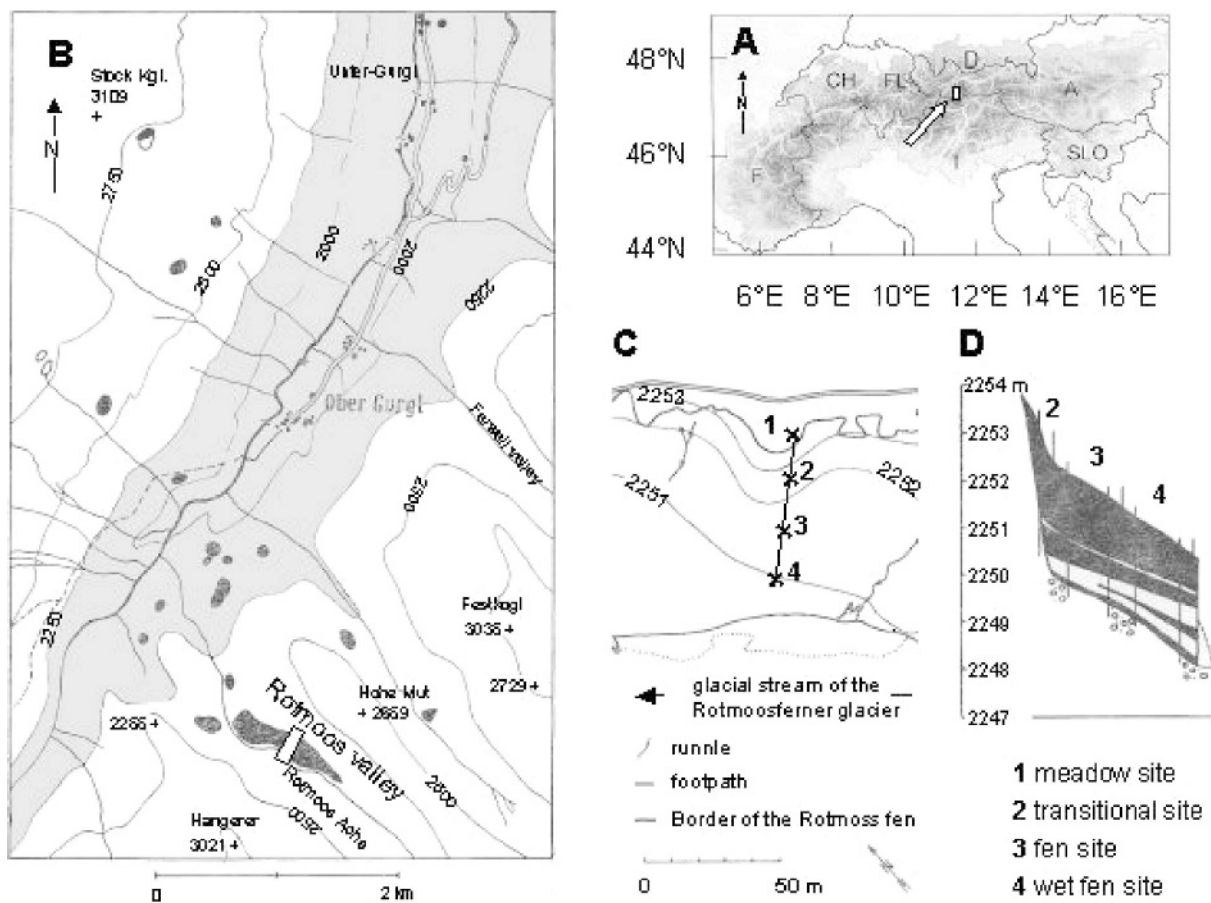 B
Stock Kgl.
3109
+
N
2750
2500
2000
Unter-Gurgl
2000
2250
Ober Gurgl
Ferwall valley
2500
2250
Festkogl
3035 +
2729 +
Hohe Mut
+ 2659
2266 +
Rotmoos valley
Rotmoos Ache
2500
2500
Hangerer
3021 +
0 2 km
A
48°N
46°N
44°N
N
CH
FL
D
A
SLO
I
F
6°E 8°E 10°E 12°E 14°E 16°E
C
2253
2252
2251
1
2
3
4
glacial stream of the
Rotmoosferner glacier
runnle
footpath
Border of the Rotmoss fen
0 50 m
D
2254 m
2253
2252
2251
2250
2249
2248
2247
2
3
4
1 meadow site
2 transitional site
3 fen site
4 wet fen site